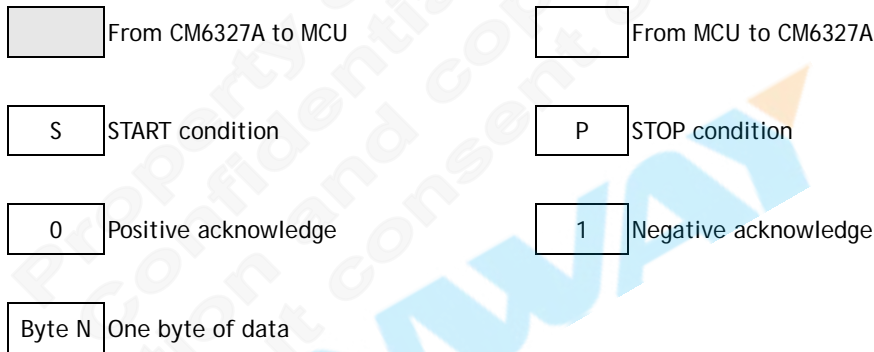 From CM6327A to MCU From MCU to CM6327A
S START condition P STOP condition
0 Positive acknowledge 1 Negative acknowledge
Byte N One byte of data